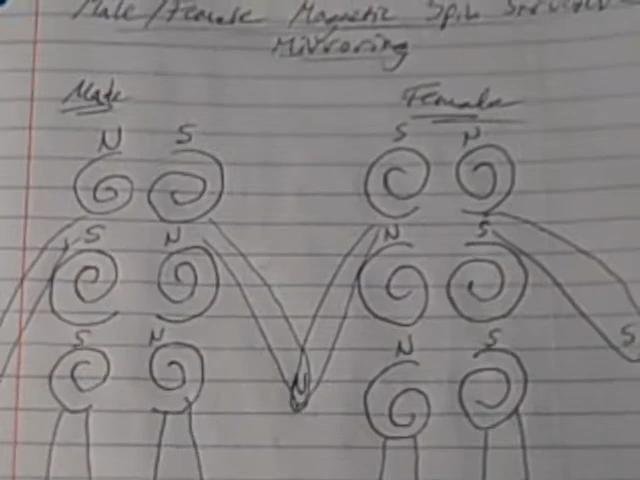 Male/Female Magnetic Spin
Mirroring
Male Female
N S S N
S N N S
S N N S
N S